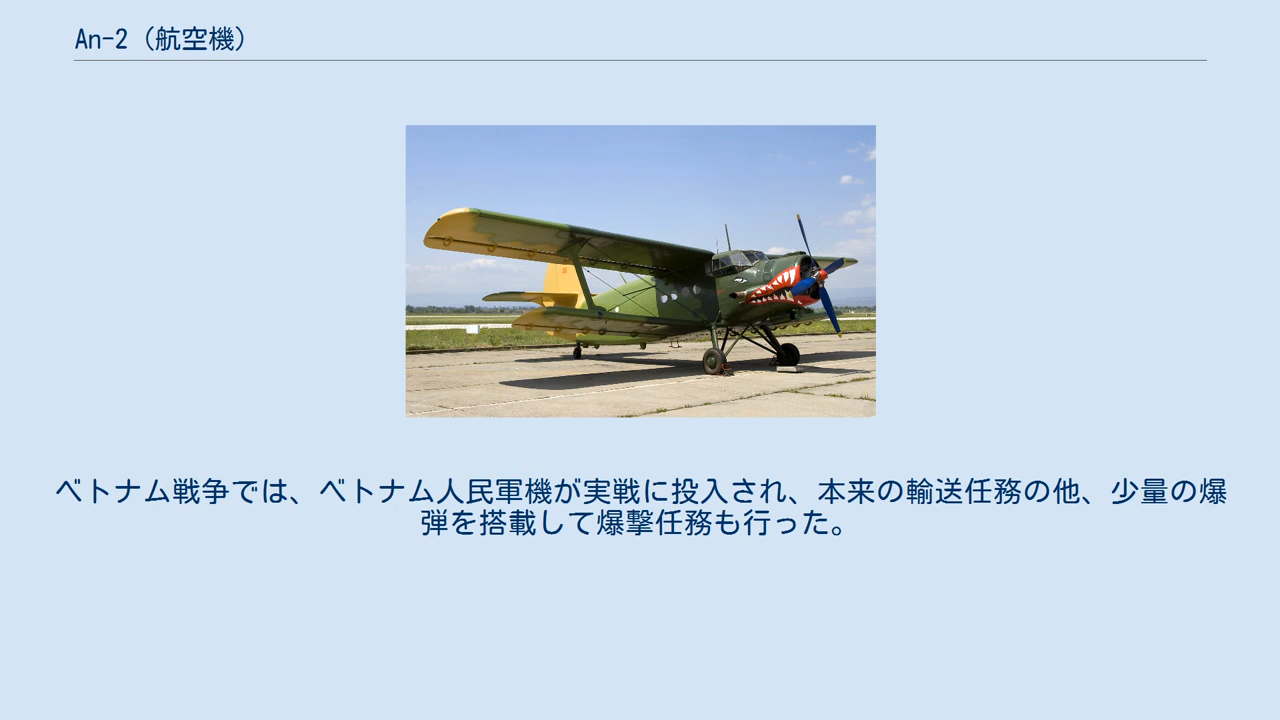 An-2（航空機）
ベトナム戦争では、ベトナム人民軍機が実戦に投入され、本来の輸送任務の他、少量の爆
弾を搭載して爆撃任務も行った。